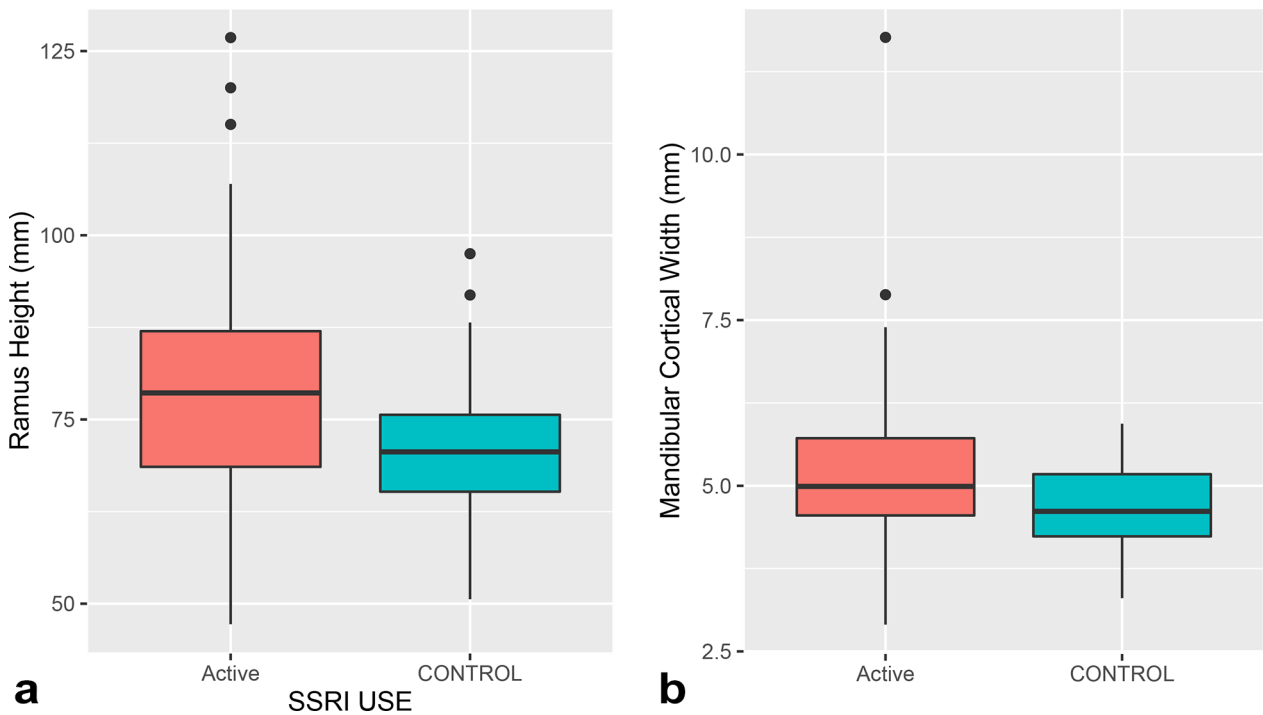 Ramus Height (mm)
125
100
75
50
Active CONTROL
SSRI USE
a
Mandibular Cortical Width (mm)
10.0
7.5
5.0
2.5
Active CONTROL
b